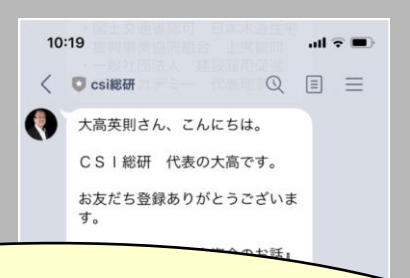 10:19
csi総研
大高英則さん、こんにちは。
ＣＳＩ総研　代表の大高です。
お友だち登録ありがとうございま
す。